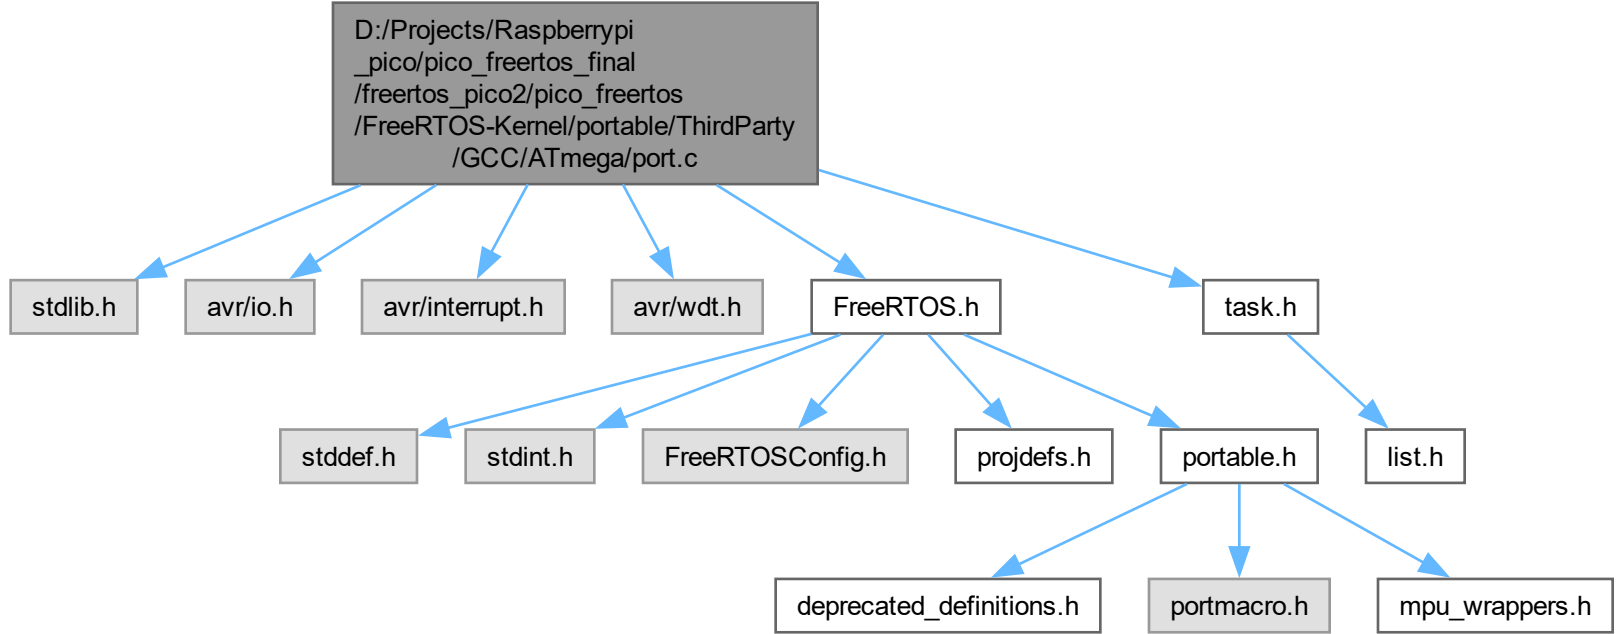 D:/Projects/Raspberrypi
_pico/pico_freertos_final
/freertos_pico2/pico_freertos
/FreeRTOS-Kernel/portable/ThirdParty
/GCC/ATmega/port.c
stdlib.h
avr/io.h
avr/interrupt.h
avr/wdt.h
FreeRTOS.h
task.h
stddef.h
stdint.h
FreeRTOSConfig.h
projdefs.h
portable.h
list.h
deprecated_definitions.h
portmacro.h
mpu_wrappers.h